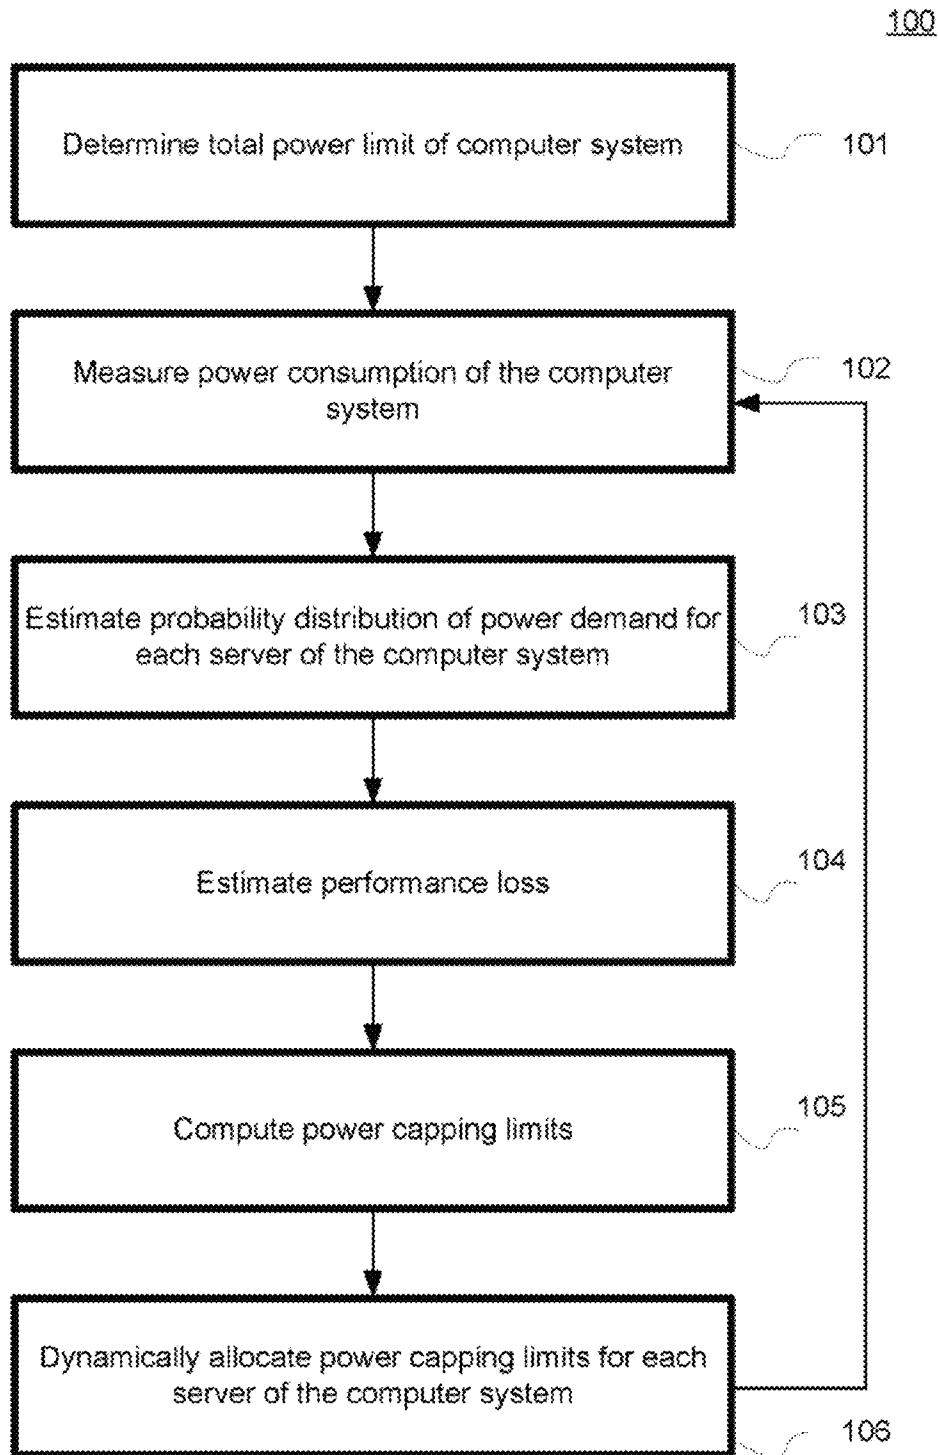 100
Determine total power limit of computer system
101
Measure power consumption of the computer
system
102
Estimate probability distribution of power demand for
each server of the computer system
103
Estimate performance loss
104
Compute power capping limits
105
Dynamically allocate power capping limits for each
server of the computer system
106